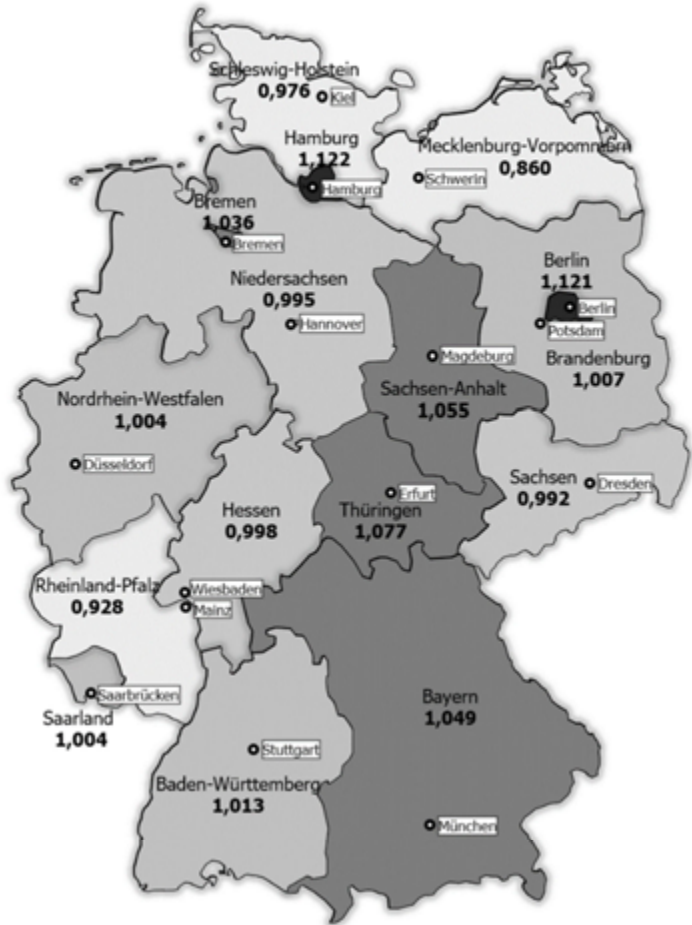 Schleswig-Holstein
0,976
Kiel
Hamburg
1,122
Hamburg
Mecklenburg-Vorpommern
0,860
Schwerin
Bremen
1.036
Bremen
Niedersachsen
0,995
Hannover
Berlin
1,121
Berlin
Potsdam
Brandenburg
1,007
Magdeburg
Sachsen-Anhalt
1,055
Nordrhein-Westfalen
1,004
Düsseldorf
Sachsen
0,992
Dresden
Hessen
0,998
Erfurt
Thüringen
1,077
Wiesbaden
Mainz
Rheinland-Pfalz
0,928
Saarbrücken
Saarland
1,004
Bayern
1,049
Stuttgart
Baden-Württemberg
1,013
München